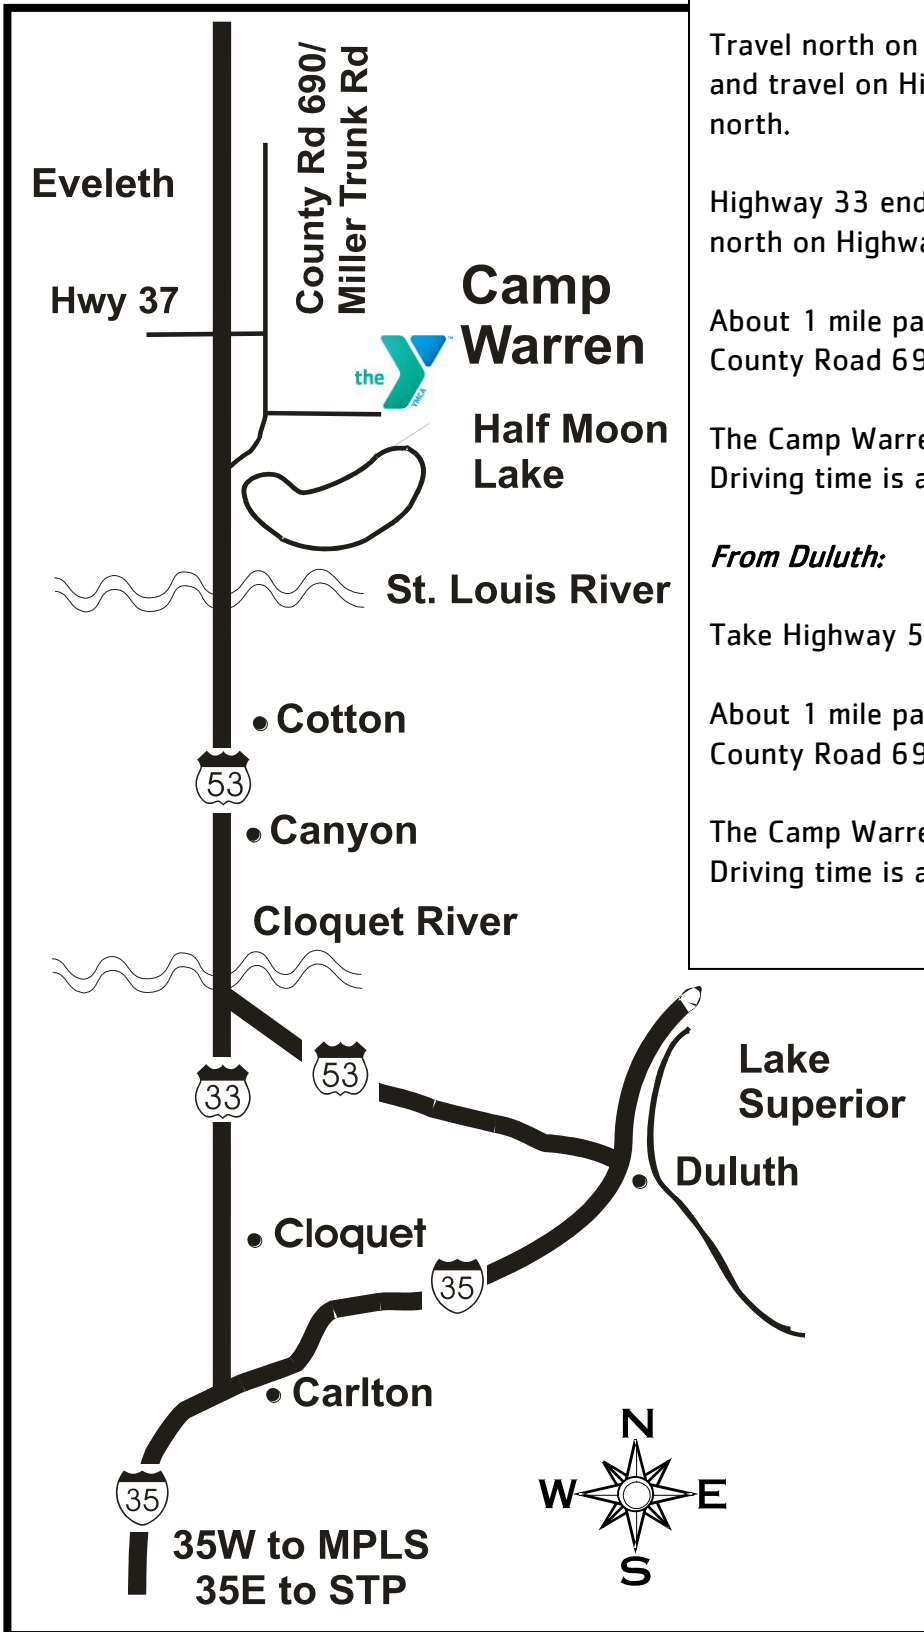 Travel north on
and travel on Hi
north.
Highway 33 end
north on Highwa
About 1 mile pa
County Road 69
The Camp Warre
Driving time is a
From Duluth:
Take Highway 5
About 1 mile pa
County Road 69
The Camp Warre
Driving time is a
County Rd 690/
Miller Trunk Rd
Eveleth
Hwy 37
Camp
Warren
the Y
YMCA
™
Half Moon
Lake
St. Louis River
Cotton
53
Canyon
Cloquet River
53
33
Lake
Superior
Duluth
Cloquet
35
Carlton
35
35W to MPLS
35E to STP
N
W E
S